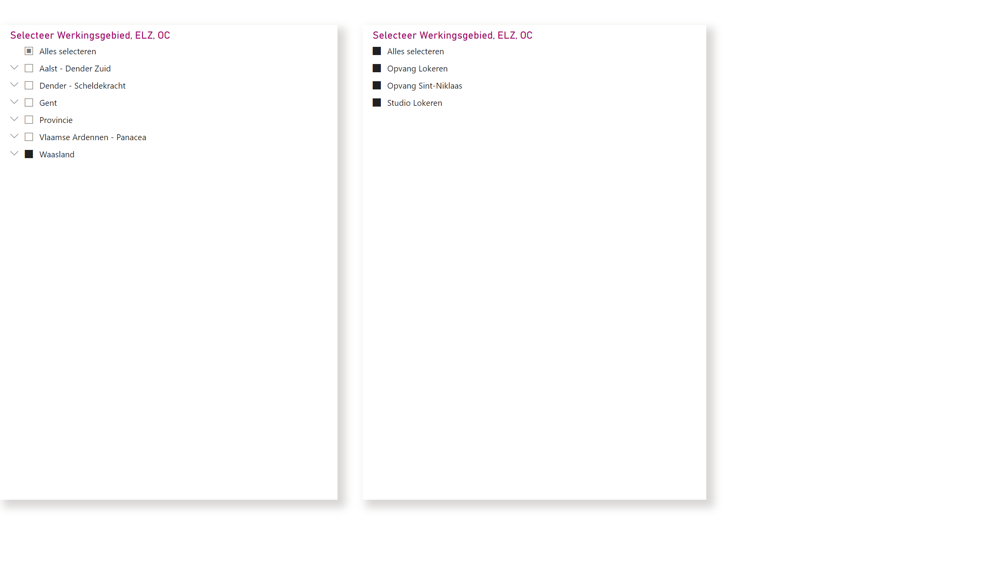 Selecteer Werkingsgebied, ELZ, OC
Alles selecteren
Aalst - Dender Zuid
Dender - Scheldekracht
Gent
Provincie
Vlaamse Ardennen - Panacea
Waasland
Selecteer Werkingsgebied, ELZ, OC
Alles selecteren
Opvang Lokeren
Opvang Sint-Niklaas
Studio Lokeren